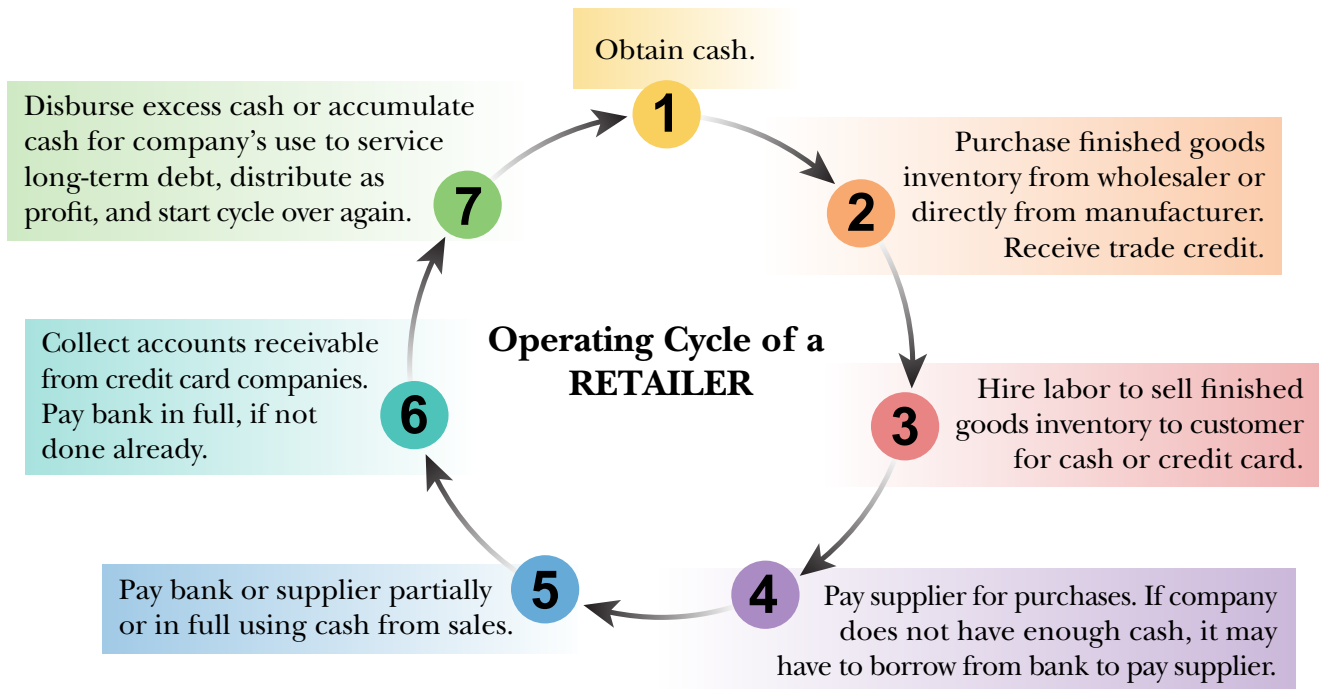 Obtain cash.
1
Purchase finished goods
inventory from wholesaler or
directly from manufacturer.
Receive trade credit.
2
Hire labor to sell finished
goods inventory to customer
for cash or credit card.
3
Pay supplier for purchases. If company
does not have enough cash, it may
have to borrow from bank to pay supplier.
4
Pay bank or supplier partially
or in full using cash from sales.
5
Collect accounts receivable
from credit card companies.
Pay bank in full, if not
done already.
6
Disburse excess cash or accumulate
cash for company’s use to service
long-term debt, distribute as
profit, and start cycle over again.
7
Operating Cycle of a
RETAILER